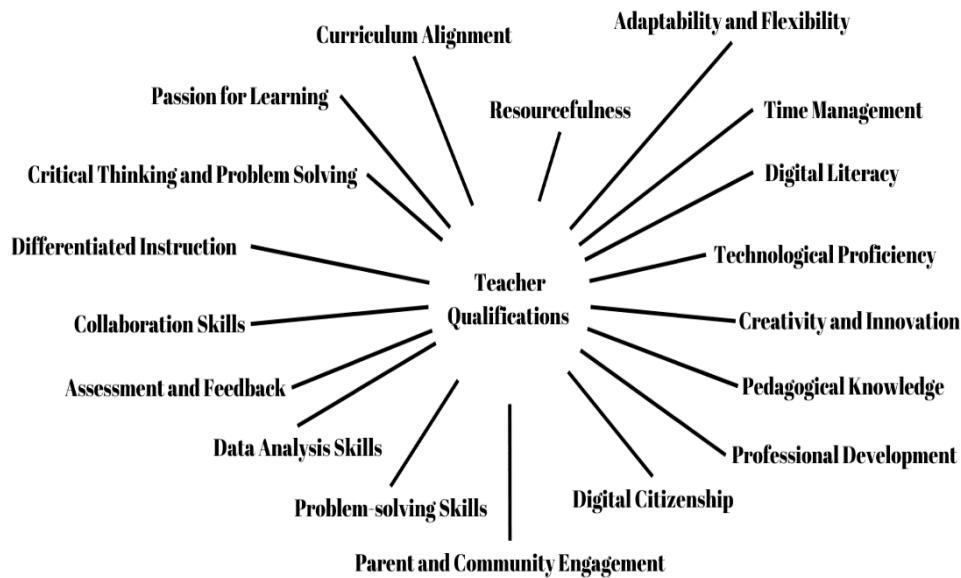 Adaptability and Flexibility
Curriculum Alignment
Passion for Learning
Resourcefulness
Time Management
Critical Thinking and Problem Solving
Digital Literacy
Differentiated Instruction
Technological Proficiency
Teacher
Qualifications
Collaboration Skills
Creativity and Innovation
Assessment and Feedback
Pedagogical Knowledge
Data Analysis Skills
Professional Development
Problem-solving Skills
Digital Citizenship
Parent and Community Engagement